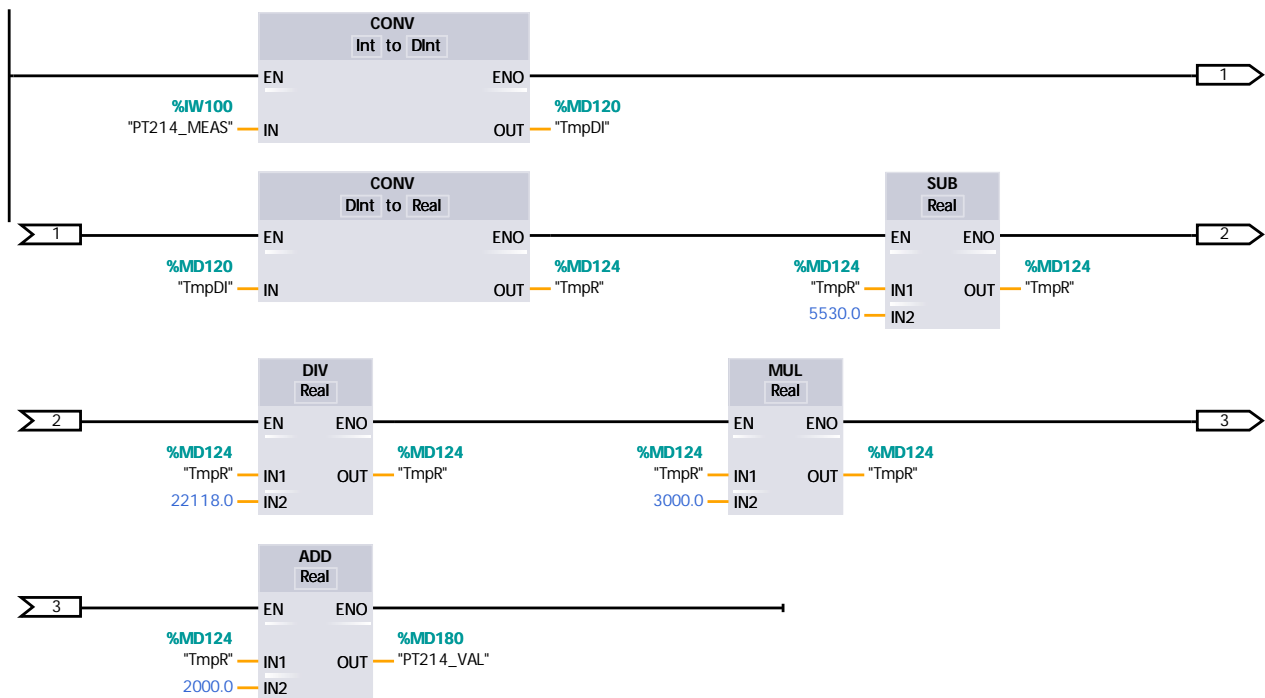 CONV
Int to DInt
EN ENO 1
%IW100 %MD120
"PT214_MEAS" IN OUT "TmpDI"
CONV SUB
DInt to Real Real
1 EN ENO EN ENO 2
%MD120 %MD124 %MD124 %MD124
"TmpDI" IN OUT "TmpR" "TmpR" IN1 OUT "TmpR"
5530.0 IN2
DIV MUL
Real Real
2 EN ENO EN ENO 3
%MD124 %MD124 %MD124 %MD124
"TmpR" IN1 OUT "TmpR" "TmpR" IN1 OUT "TmpR"
22118.0 IN2 3000.0 IN2
ADD
Real
3 EN ENO
%MD124 %MD180
"TmpR" IN1 OUT "PT214_VAL"
2000.0 IN2